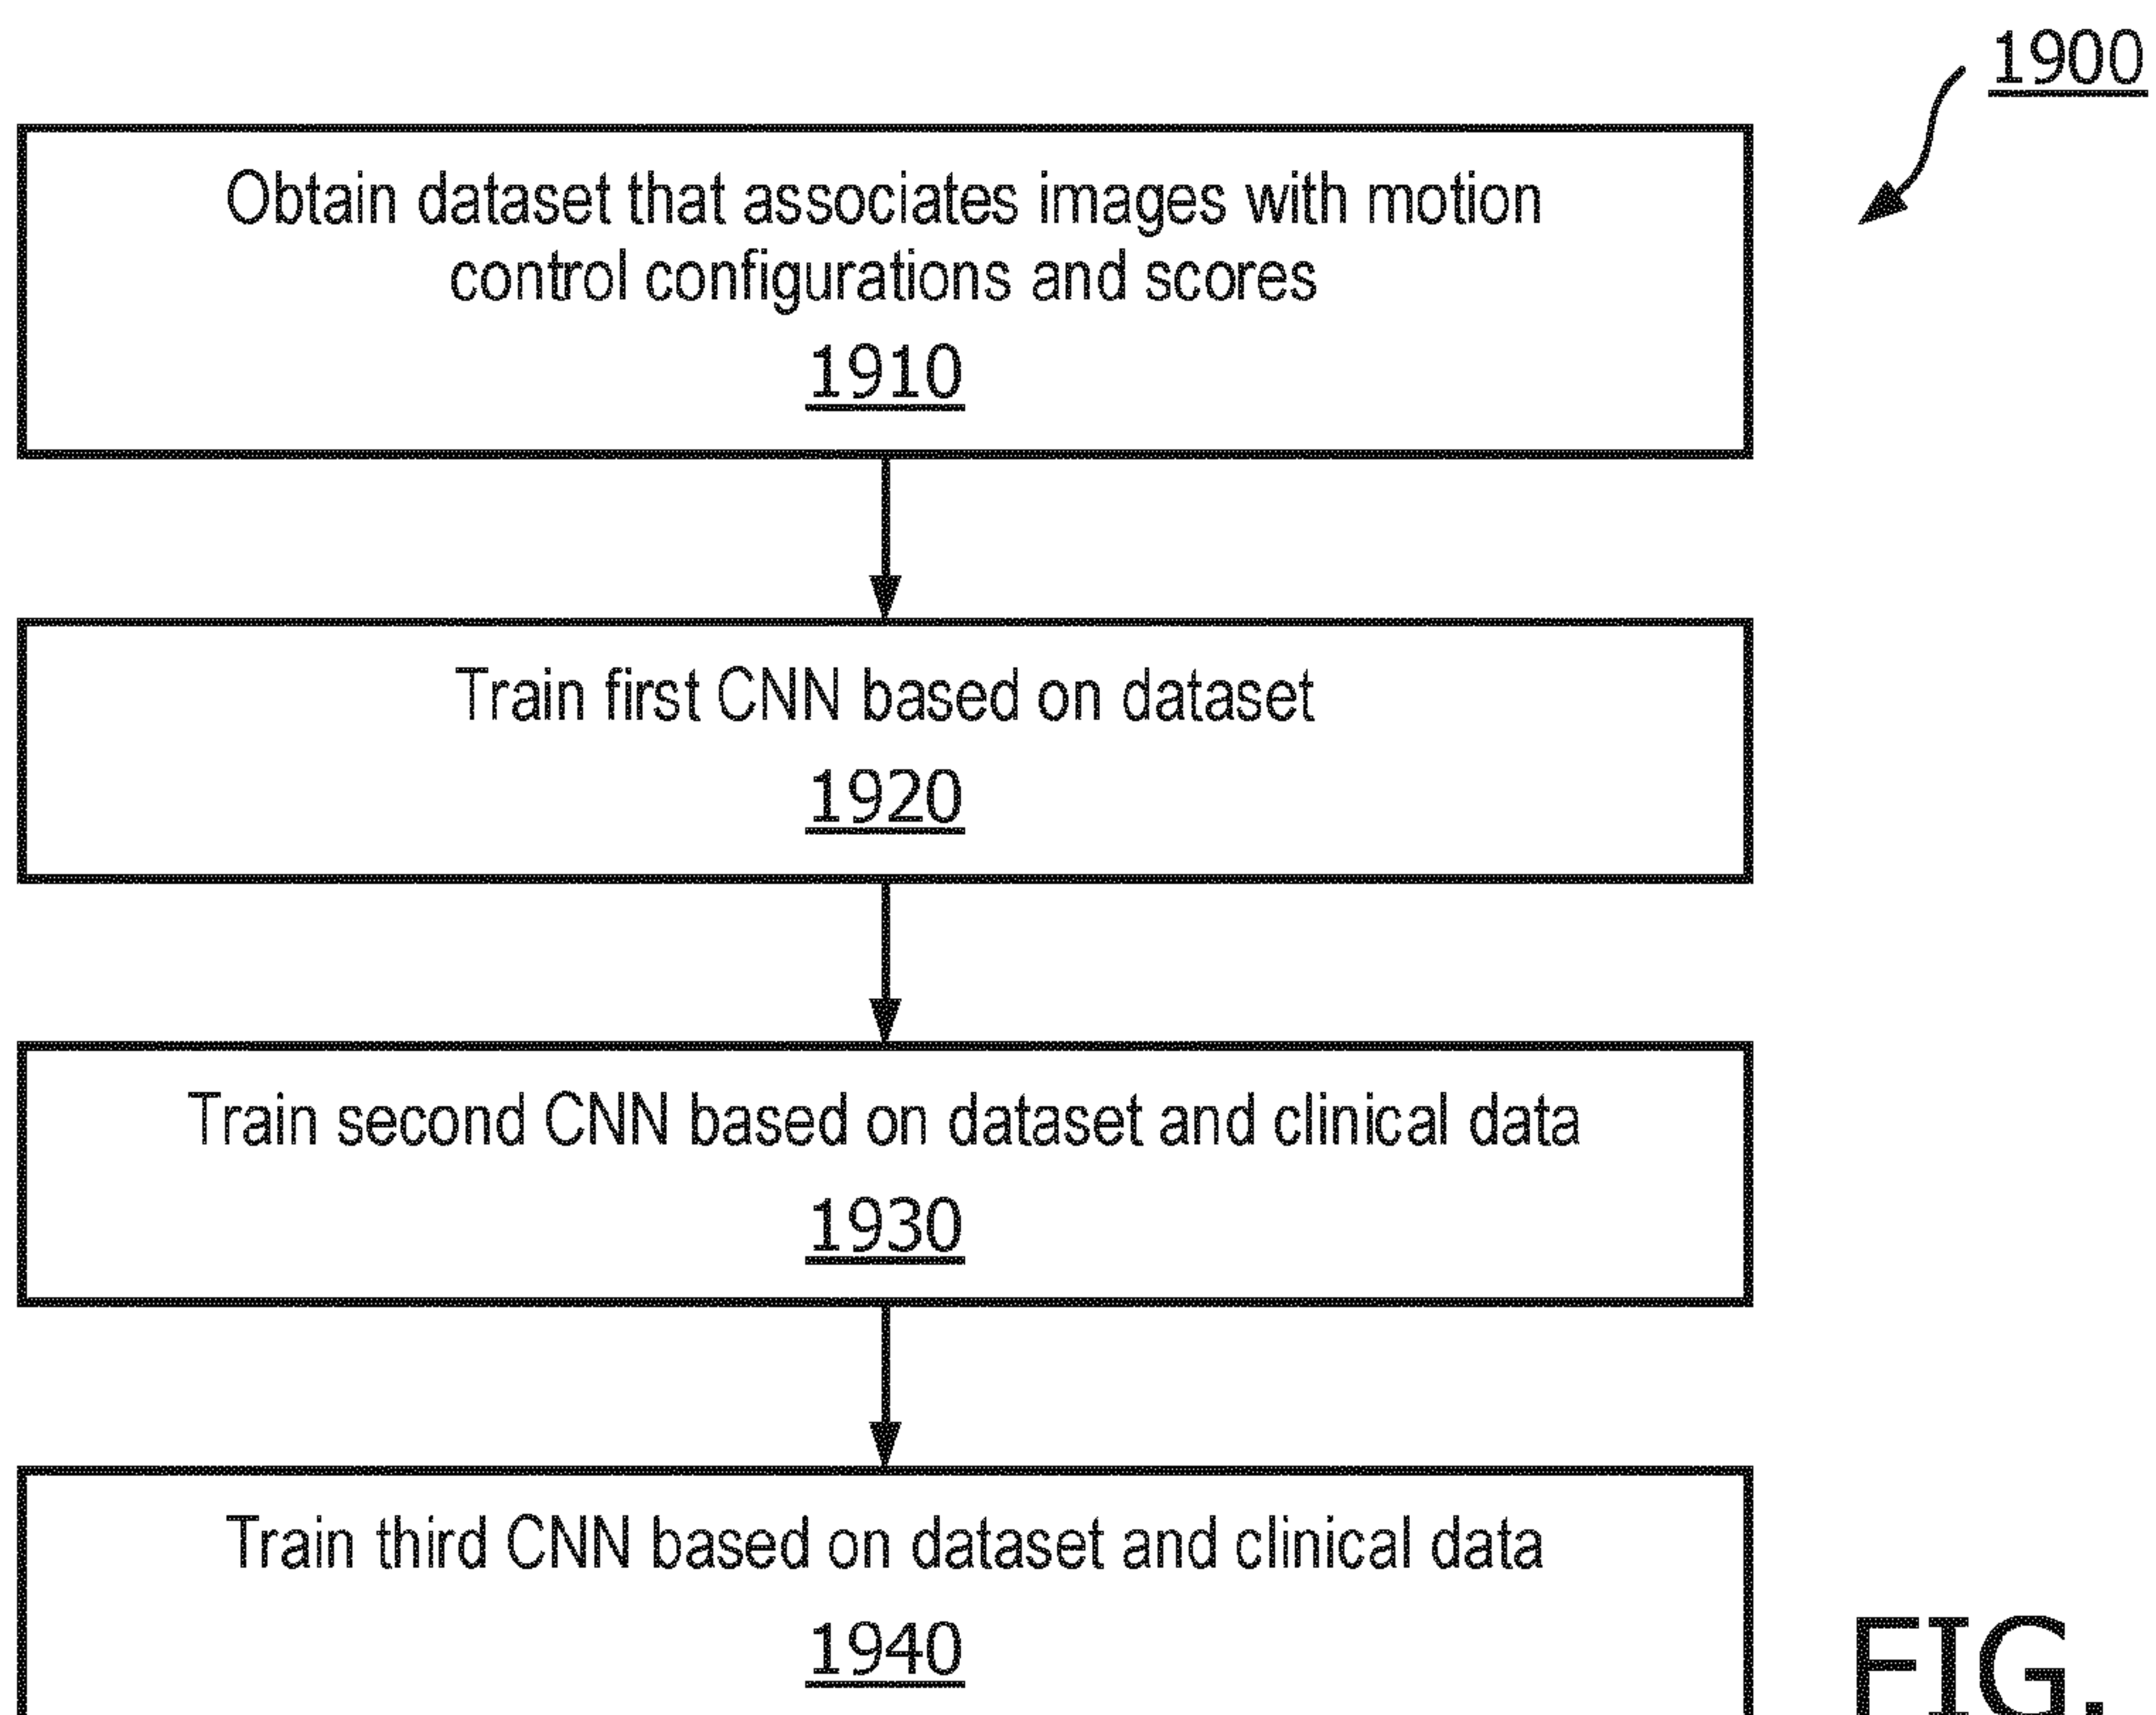 1900
Obtain dataset that associates images with motion
control configurations and scores
1910
Train first CNN based on dataset
1920
Train second CNN based on dataset and clinical data
1930
Train third CNN based on dataset and clinical data
1940
FIG.